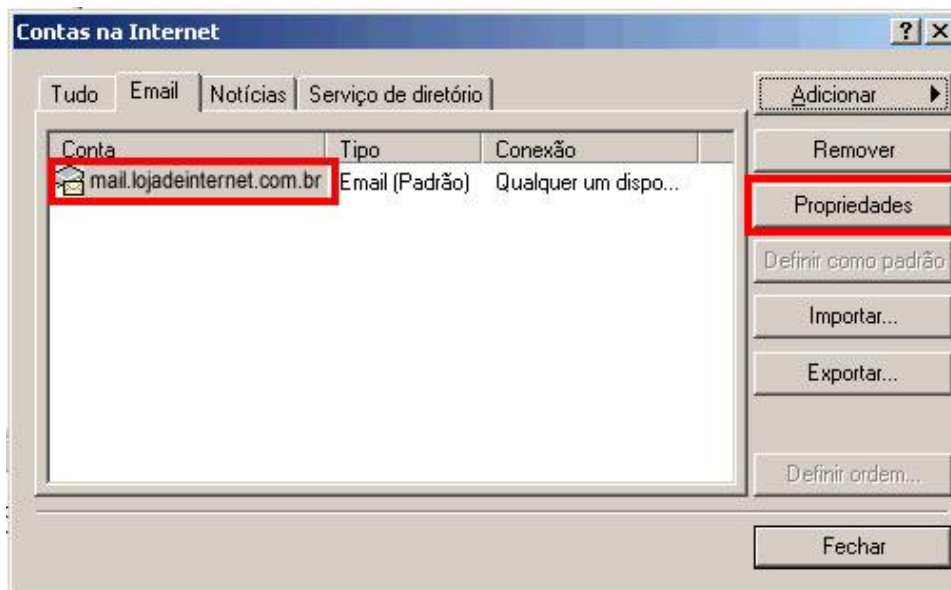 Contas na Internet
Tudo Email Notícias Serviço de diretório
Adicionar
Conta Tipo Conexão
Remover
mail.lojadeinternet.com.br Email (Padrão) Qualquer um dispo...
Propriedades
Definir como padrão
Importar...
Exportar...
Definir ordem...
Fechar